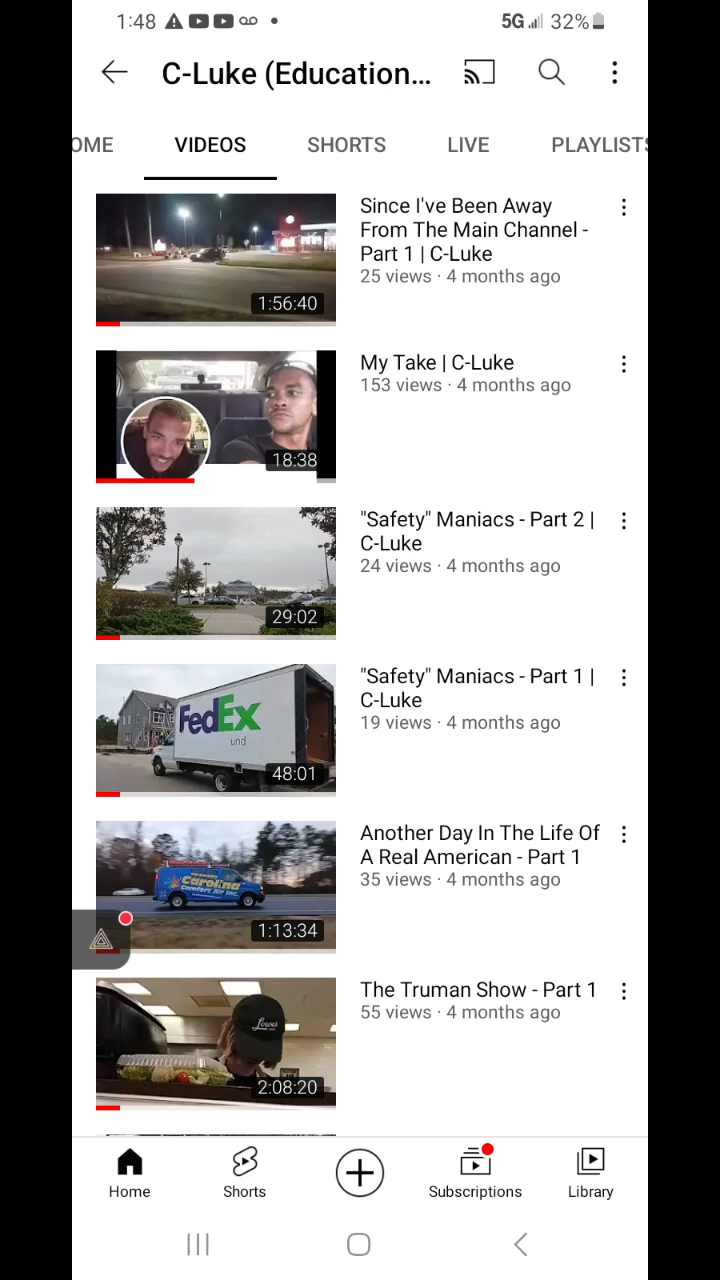 1:48
5G 32%
C-Luke (Education...
OME VIDEOS SHORTS LIVE PLAYLISTS
Since I've Been Away
From The Main Channel -
Part 1 | C-Luke
25 views · 4 months ago
1:56:40
My Take | C-Luke
153 views · 4 months ago
18:38
"Safety" Maniacs - Part 2 |
C-Luke
24 views · 4 months ago
29:02
"Safety" Maniacs - Part 1 |
C-Luke
19 views · 4 months ago
FedEx
und
48:01
Another Day In The Life Of
A Real American - Part 1
35 views · 4 months ago
Carolina
Comfort Air Inc.
1:13:34
The Truman Show - Part 1
55 views · 4 months ago
Lowes
2:08:20
Home Shorts Subscriptions Library